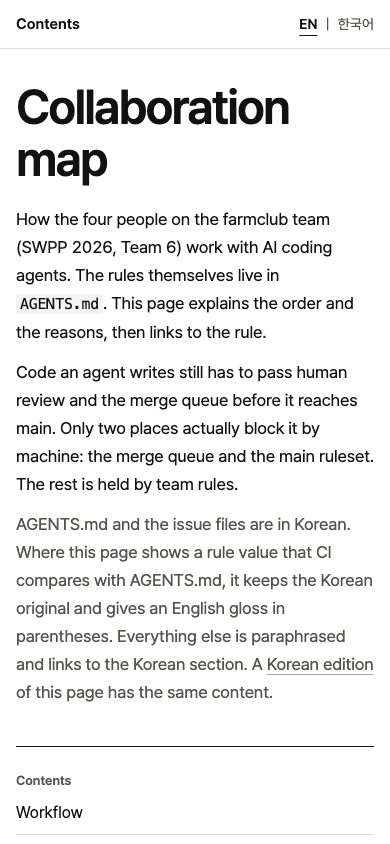 Contents
EN | 한국어
Collaboration
map
How the four people on the farmclub team
(SWPP 2026, Team 6) work with AI coding
agents. The rules themselves live in
AGENTS.md. This page explains the order and
the reasons, then links to the rule.
Code an agent writes still has to pass human
review and the merge queue before it reaches
main. Only two places actually block it by
machine: the merge queue and the main ruleset.
The rest is held by team rules.
AGENTS.md and the issue files are in Korean.
Where this page shows a rule value that CI
compares with AGENTS.md, it keeps the Korean
original and gives an English gloss in
parentheses. Everything else is paraphrased
and links to the Korean section. A Korean edition
of this page has the same content.
Contents
Workflow